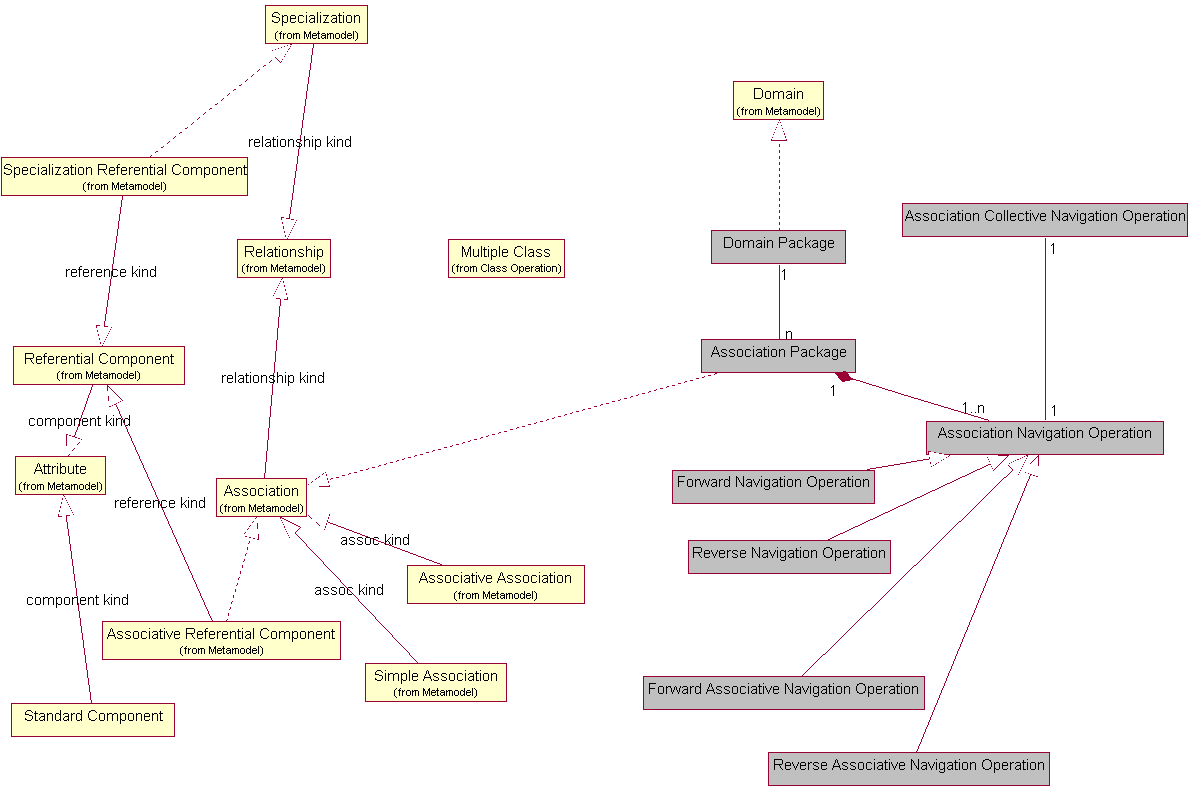 Specialization
(from Metamodel)
Domain
(from Metamodel)
relationship kind
Specialization Referential Component
(from Metamodel)
Association Collective Navigation Operation
1
Domain Package
1
Relationship
(from Metamodel)
Multiple Class
(from Class Operation)
reference kind
n
Association Package
1
Referential Component
(from Metamodel)
relationship kind
1..n
1
component kind
Association Navigation Operation
Attribute
(from Metamodel)
Forward Navigation Operation
Association
(from Metamodel)
reference kind
assoc kind
Reverse Navigation Operation
Associative Association
(from Metamodel)
assoc kind
component kind
Associative Referential Component
(from Metamodel)
Simple Association
(from Metamodel)
Forward Associative Navigation Operation
Standard Component
Reverse Associative Navigation Operation